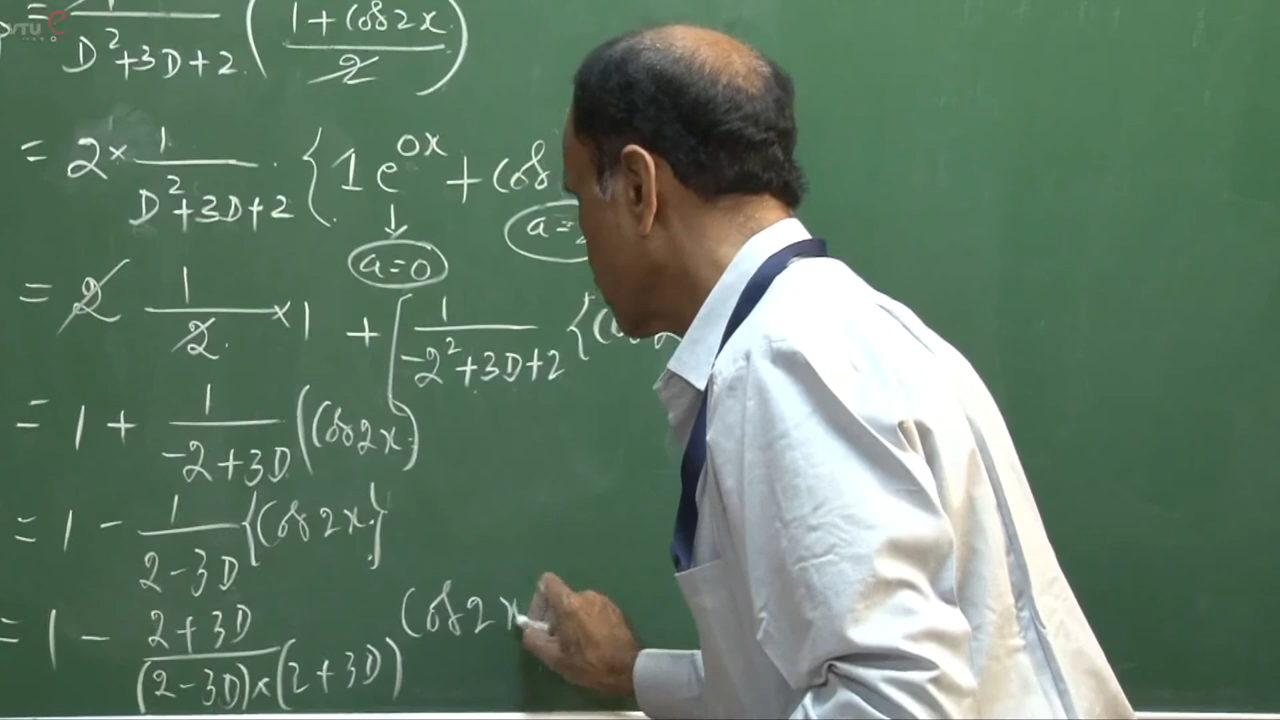 VTU e
= 1/(D²+3D+2) ( (1 + Cos2x)/2 )
= 2 × 1/(D²+3D+2) { 1 e^{0x} + Cos
a=0 a=
= 2 1/2 × 1 + [ 1/(-2²+3D+2) {
= 1 + 1/(-2+3D) (Cos2x)
= 1 - 1/(2-3D) {Cos2x}
= 1 - (2+3D)/((2-3D)×(2+3D)) Cos2x